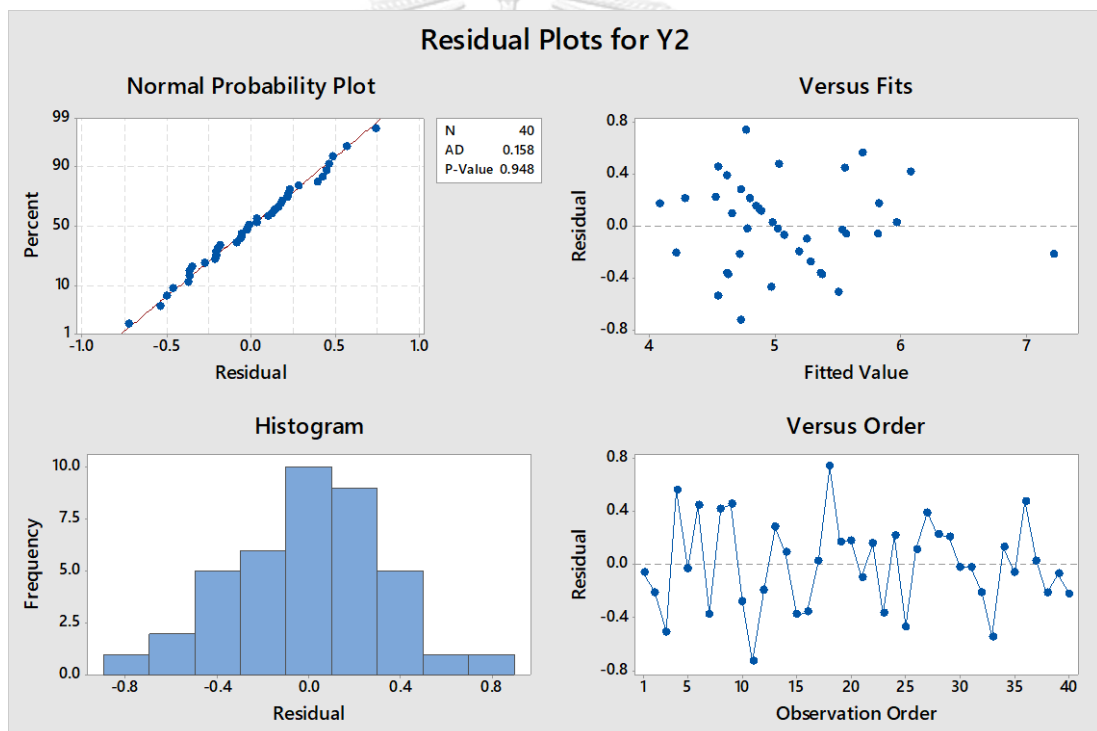 Residual Plots for Y2
Normal Probability Plot
99
90
50
10
1
Percent
-1.0 -0.5 0.0 0.5 1.0
Residual
N 40
AD 0.158
P-Value 0.948
Versus Fits
0.8
0.4
0.0
-0.4
-0.8
Residual
4 5 6 7
Fitted Value
Histogram
10.0
7.5
5.0
2.5
0.0
Frequency
-0.8 -0.4 0.0 0.4 0.8
Residual
Versus Order
0.8
0.4
0.0
-0.4
-0.8
Residual
1 5 10 15 20 25 30 35 40
Observation Order